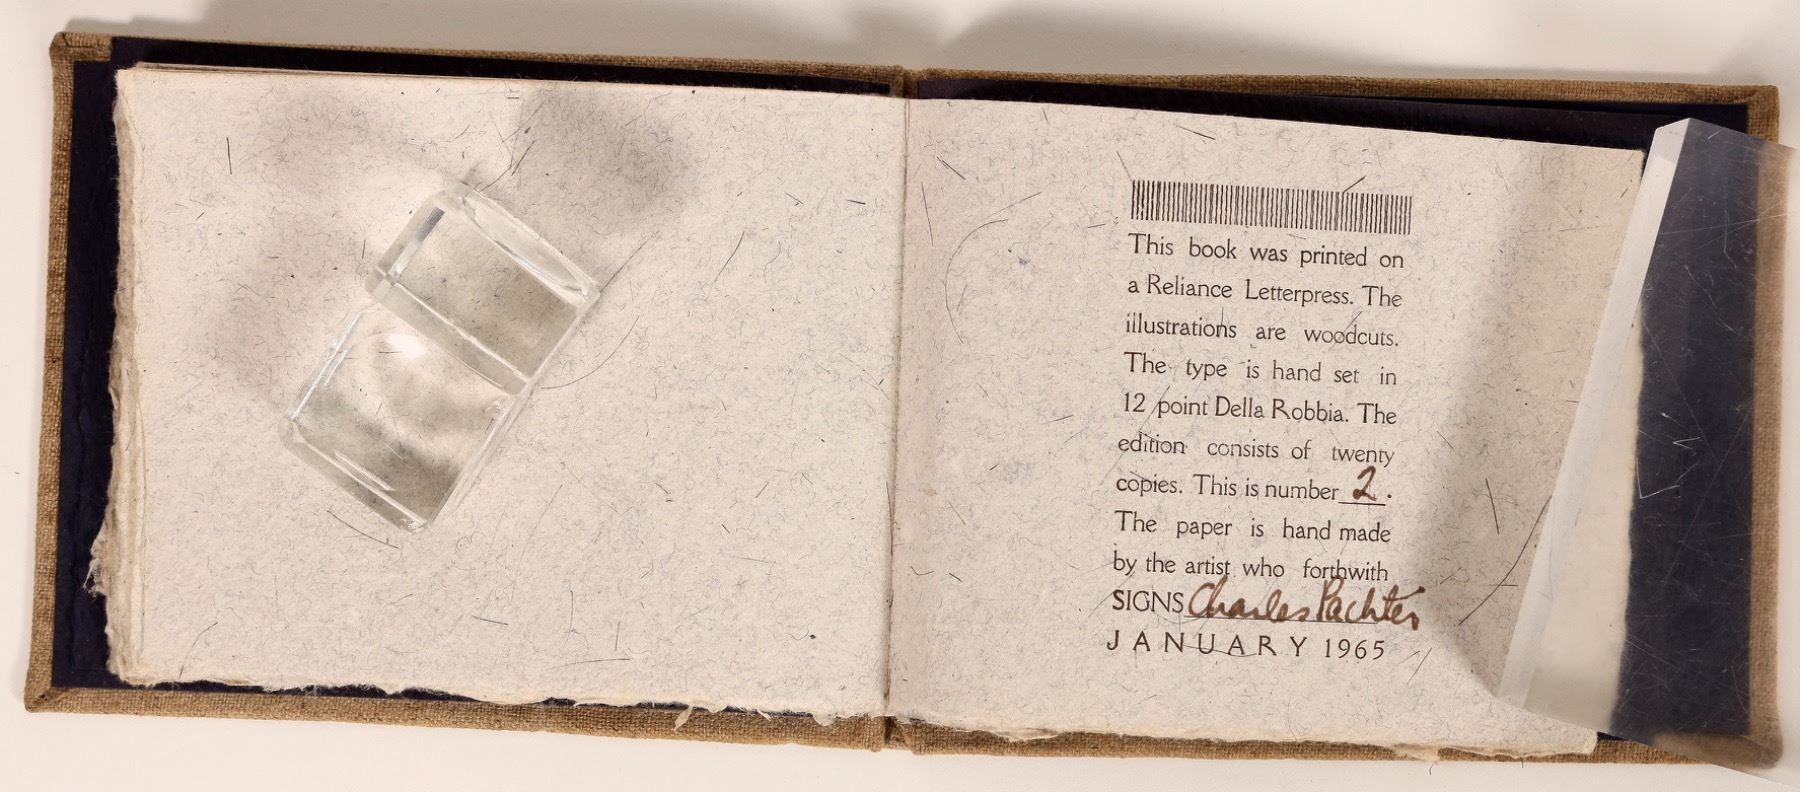 This book was printed on
a Reliance Letterpress. The
illustrations are woodcuts.
The type is hand set in
12 point Della Robbia. The
edition consists of twenty
copies. This is number 2.
The paper is hand made
by the artist who forthwith
SIGNS Charles Pachter
JANUARY 1965